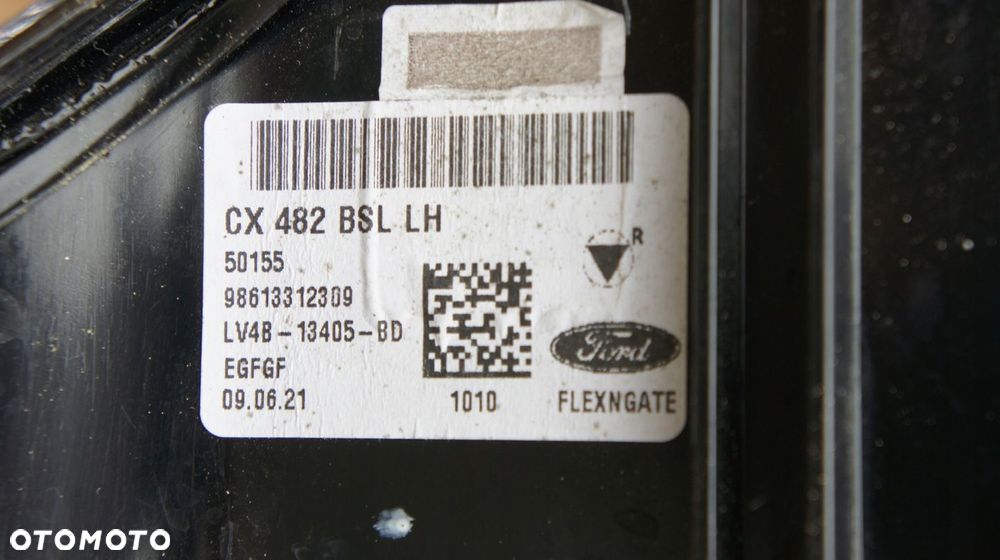 CX 482 BSL LH
50155
98613312309
LV4B-13405-BD
EGFGF
09.06.21
1010
R
Ford
FLEXNGATE
OTOMOTO